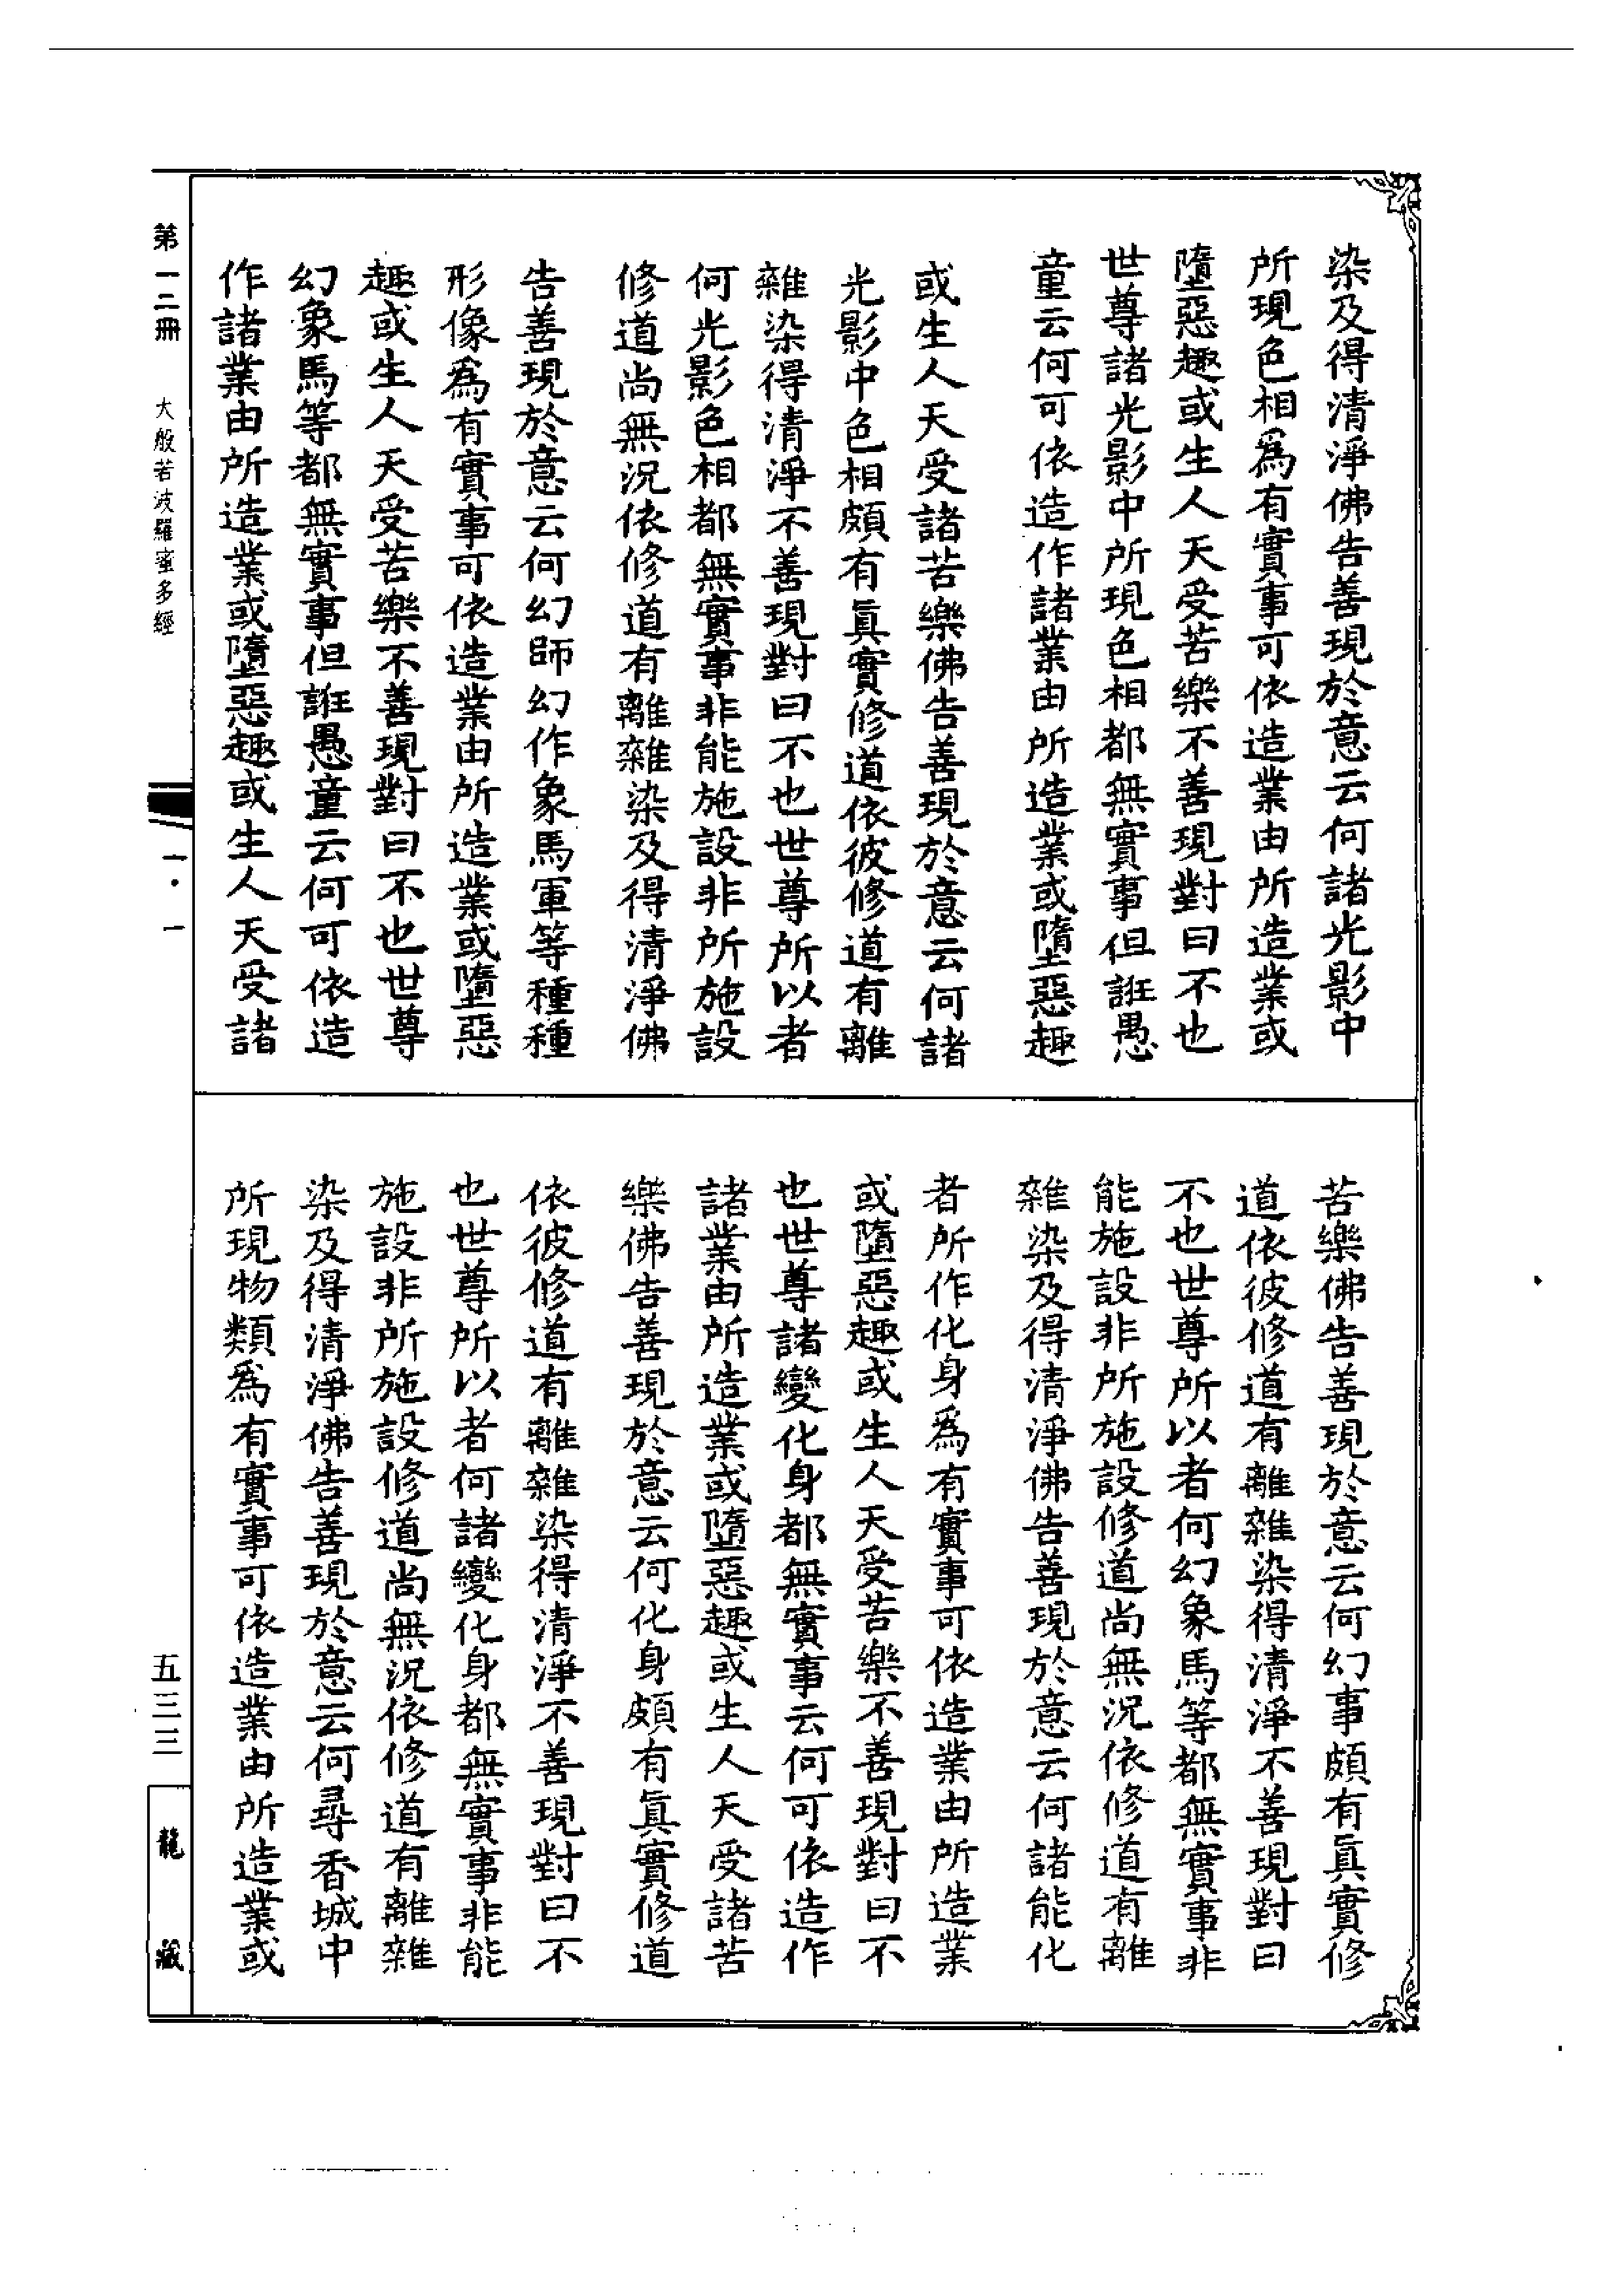 染及得清淨佛告善現於意云何諸光影中
所現色相爲有實事可依造業由所造業或
墮惡趣或生人天受苦樂不善現對曰不也
世尊諸光影中所現色相都無實事但誑愚
童云何可依造作諸業由所造業或墮惡趣
或生人天受諸苦樂佛告善現於意云何諸
光影中色相頗有眞實修道依彼修道有離
雜染得清淨不善現對曰不也世尊所以者
何光影色相都無實事非能施設非所施設
修道尚無況依修道有離雜染及得清淨佛
告善現於意云何幻師幻作象馬軍等種種
形像爲有實事可依造業由所造業或墮惡
趣或生人天受苦樂不善現對曰不也世尊
幻象馬等都無實事但誑愚童云何可依造
作諸業由所造業或墮惡趣或生人天受諸
苦樂佛告善現於意云何幻事頗有眞實修
道依彼修道有離雜染得清淨不善現對曰
不也世尊所以者何幻象馬等都無實事非
能施設非所施設修道尚無況依修道有離
雜染及得清淨佛告善現於意云何諸能化
者所作化身爲有實事可依造業由所造業
或墮惡趣或生人天受苦樂不善現對曰不
也世尊諸變化身都無實事云何可依造作
諸業由所造業或墮惡趣或生人天受諸苦
樂佛告善現於意云何化身頗有眞實修道
依彼修道有離雜染得清淨不善現對曰不
也世尊所以者何諸變化身都無實事非能
施設非所施設修道尚無況依修道有離雜
染及得清淨佛告善現於意云何尋香城中
所現物類爲有實事可依造業由所造業或
第一二冊 大般若波羅蜜多經 一·一 五三三 龍藏